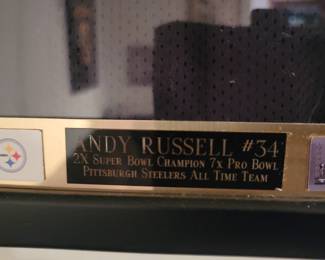 ANDY RUSSELL #34
2X SUPER BOWL CHAMPION 7X PRO BOWL
PITTSBURGH STEELERS ALL TIME TEAM